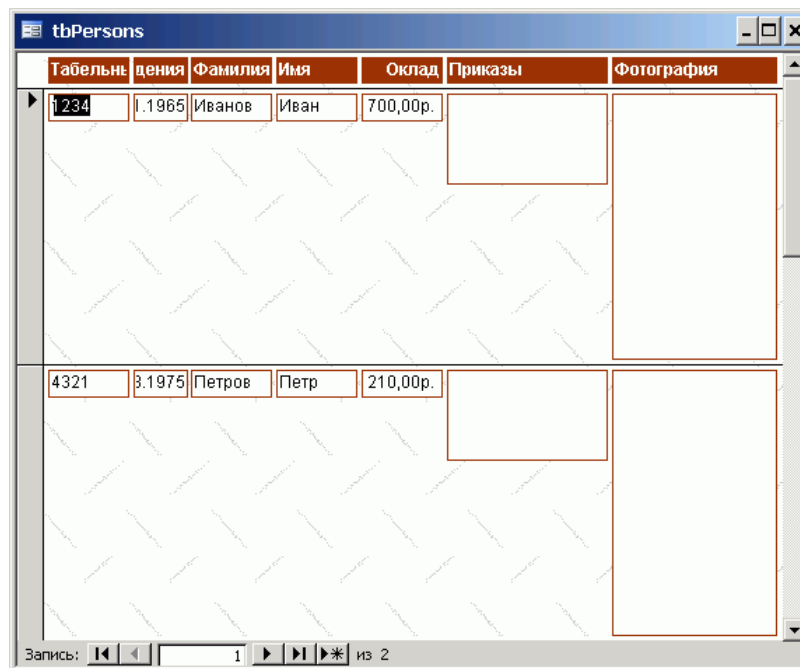 tbPersons
Табельнь дения Фамилия Имя Оклад Приказы Фотография
1234 1.1965 Иванов Иван 700,00р.
4321 3.1975 Петров Петр 210,00р.
Запись: 1 из 2